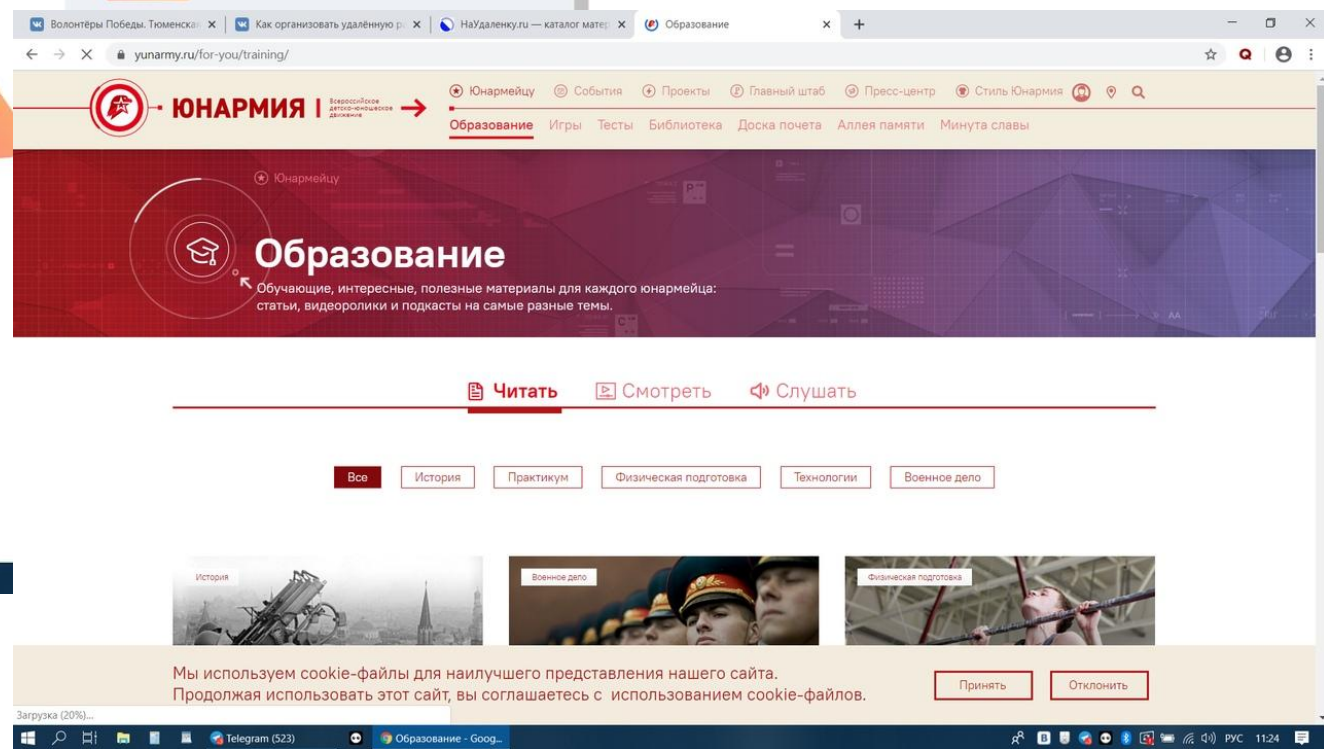 Волонтёры Победы. Тюменская
Как организовать удалённую р
НаУдаленку.ru — каталог матер
Образование
yunarmy.ru/for-you/training/
ЮНАРМИЯ
Всероссийское
детско-юношеское
движение
Юнармейцу События Проекты Главный штаб Пресс-центр Стиль Юнармия
Образование Игры Тесты Библиотека Доска почета Аллея памяти Минута славы
Юнармейцу
Образование
Обучающие, интересные, полезные материалы для каждого юнармейца:
статьи, видеоролики и подкасты на самые разные темы.
Читать Смотреть Слушать
Все История Практикум Физическая подготовка Технологии Военное дело
История
Военное дело
Физическая подготовка
Мы используем cookie-файлы для наилучшего представления нашего сайта.
Продолжая использовать этот сайт, вы соглашаетесь с использованием cookie-файлов.
Принять Отклонить
Загрузка (20%)...
Telegram (523)
Образование - Goog...
РУС 11:24